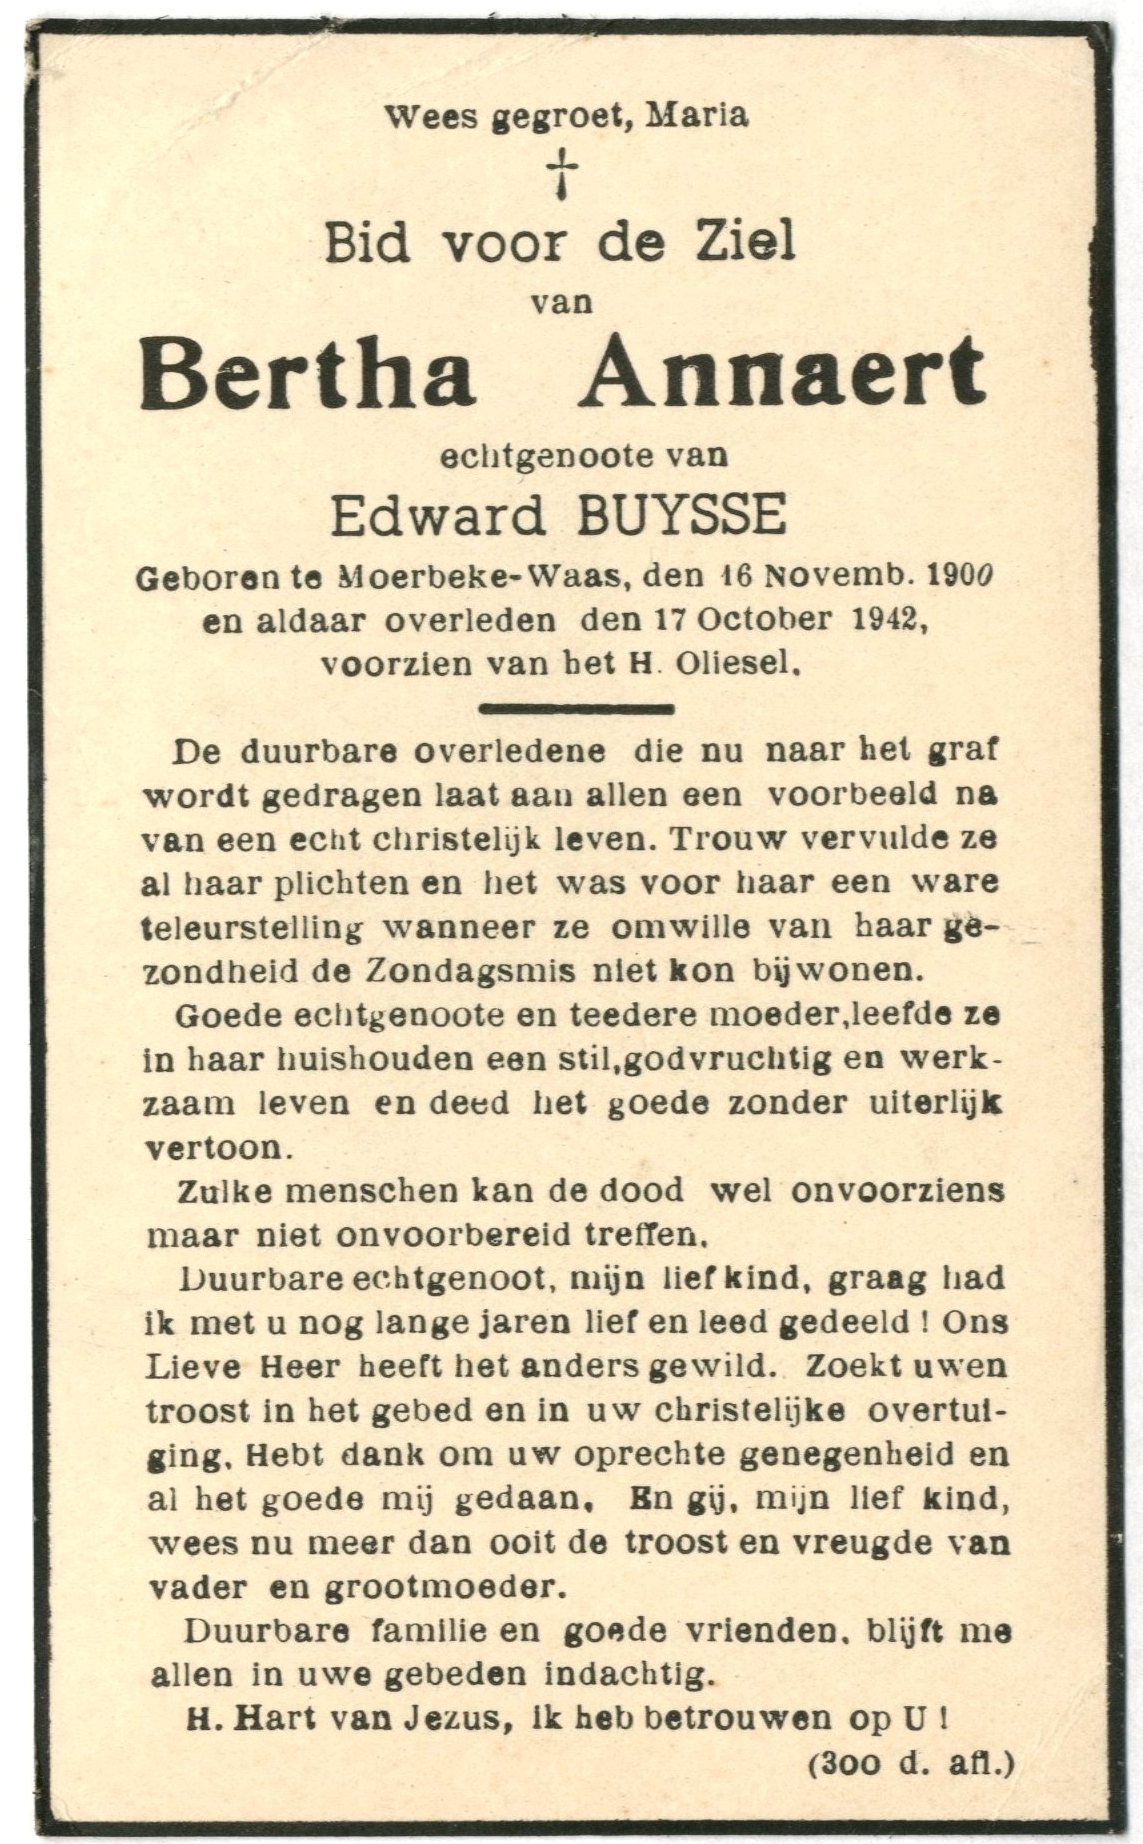 Wees gegroet, Maria
†
Bid voor de Ziel
van
Bertha Annaert
echtgenoote van
Edward BUYSSE
Geboren te Moerbeke-Waas, den 16 Novemb. 1900
en aldaar overleden den 17 October 1942,
voorzien van het H. Oliesel.
De duurbare overledene die nu naar het graf
wordt gedragen laat aan allen een voorbeeld na
van een echt christelijk leven. Trouw vervulde ze
al haar plichten en het was voor haar een ware
teleurstelling wanneer ze omwille van haar ge-
zondheid de Zondagsmis niet kon bijwonen.
Goede echtgenoote en teedere moeder,leefde ze
in haar huishouden een stil,godvruchtig en werk-
zaam leven en deed het goede zonder uiterlijk
vertoon.
Zulke menschen kan de dood wel onvoorziens
maar niet onvoorbereid treffen.
Duurbare echtgenoot, mijn lief kind, graag had
ik met u nog lange jaren lief en leed gedeeld ! Ons
Lieve Heer heeft het anders gewild. Zoekt uwen
troost in het gebed en in uw christelijke overtui-
ging. Hebt dank om uw oprechte genegenheid en
al het goede mij gedaan. En gij, mijn lief kind,
wees nu meer dan ooit de troost en vreugde van
vader en grootmoeder.
Duurbare familie en goede vrienden, blijft me
allen in uwe gebeden indachtig.
H. Hart van Jezus, ik heb betrouwen op U !
(300 d. afl.)